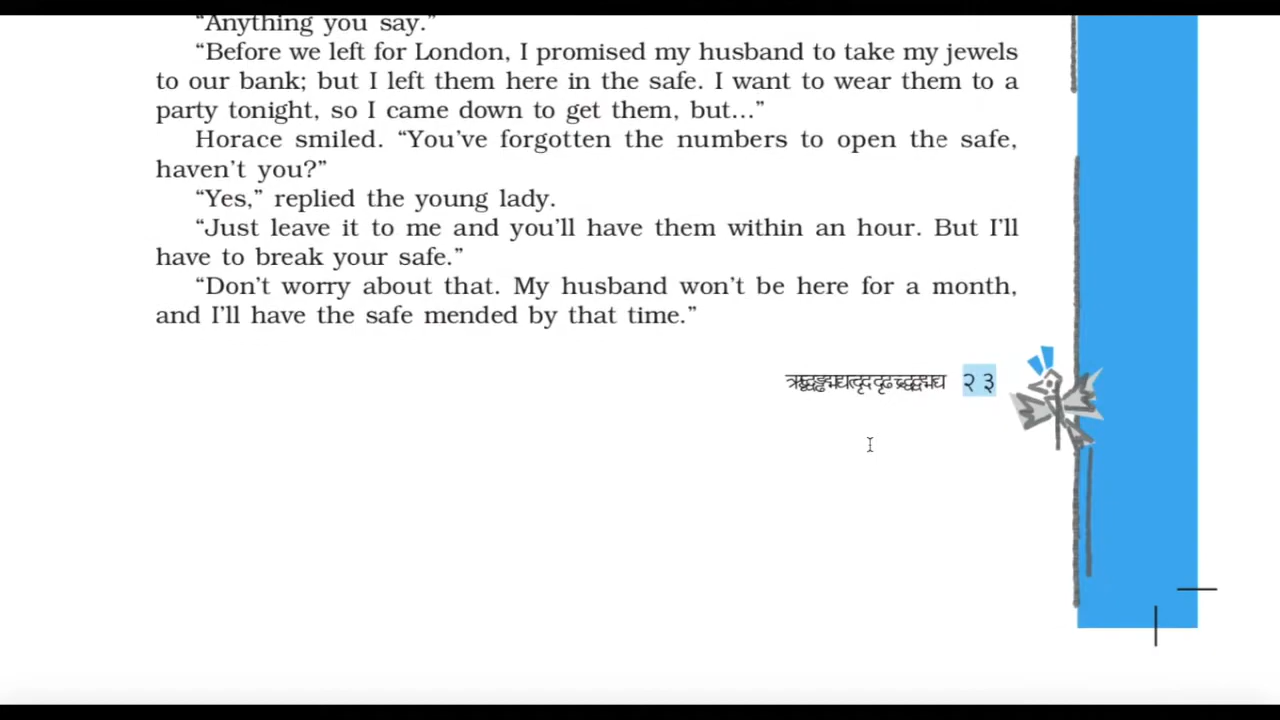 “Anything you say.”
“Before we left for London, I promised my husband to take my jewels
to our bank; but I left them here in the safe. I want to wear them to a
party tonight, so I came down to get them, but...”
Horace smiled. “You’ve forgotten the numbers to open the safe,
haven’t you?”
“Yes,” replied the young lady.
“Just leave it to me and you’ll have them within an hour. But I’ll
have to break your safe.”
“Don’t worry about that. My husband won’t be here for a month,
and I’ll have the safe mended by that time.”
२३